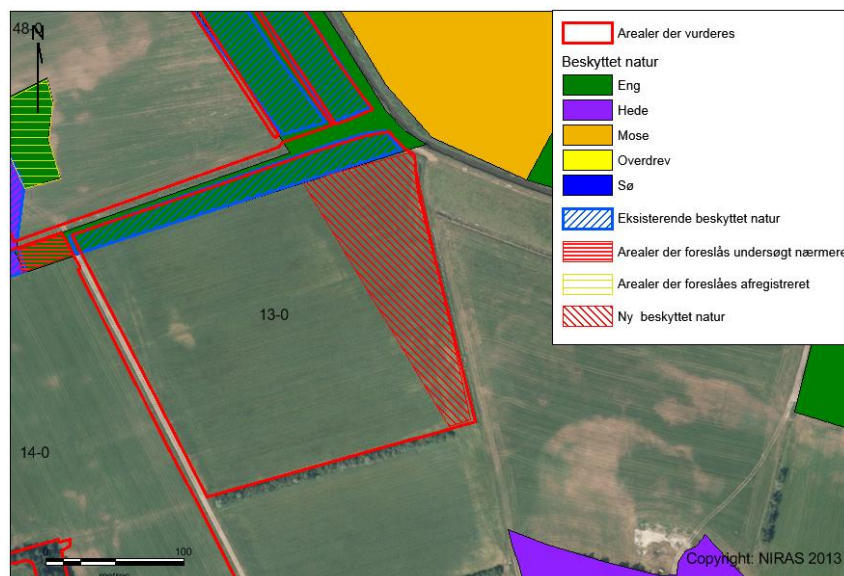 48-0
N
13-0
14-0
0
100
Arealer der vurderes
Beskyttet natur
Eng
Hede
Mose
Overdrev
Sø
Eksisterende beskyttet natur
Arealer der foreslås undersøgt nærmere
Arealer der foreslåes afregistreret
Ny beskyttet natur
Copyright: NIRAS 2013